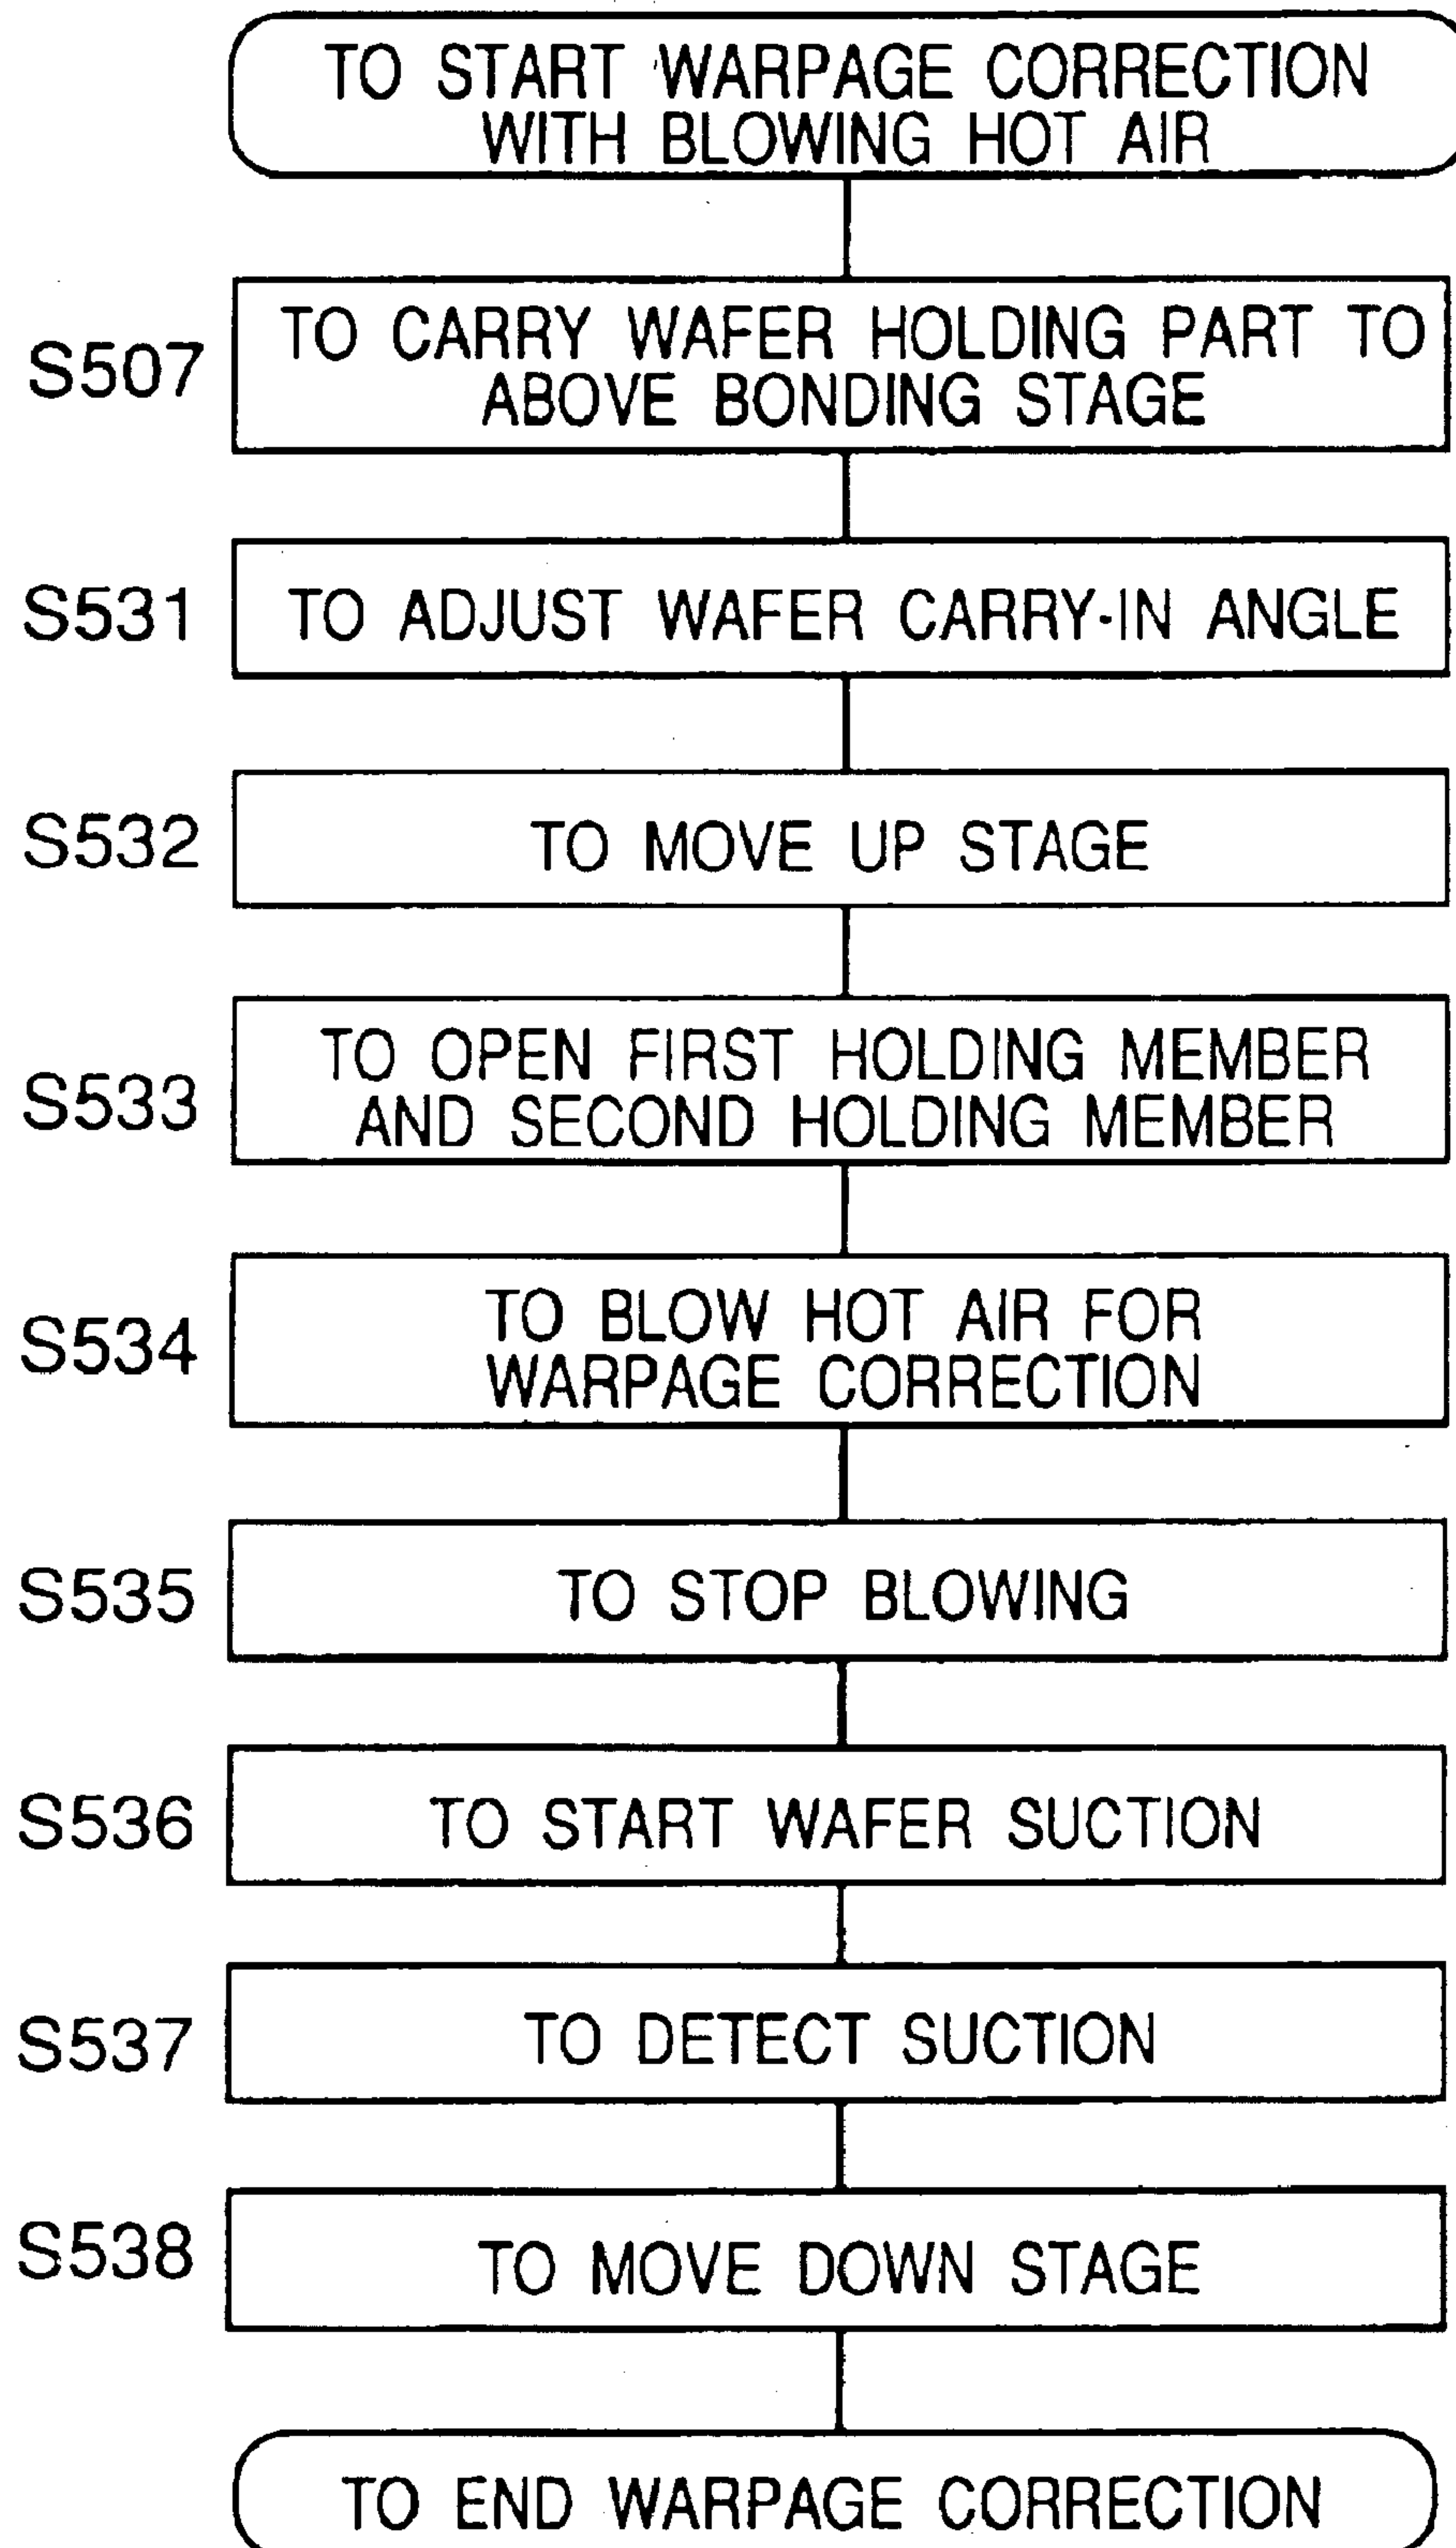 TO START WARPAGE CORRECTION
WITH BLOWING HOT AIR
S507
TO CARRY WAFER HOLDING PART TO
ABOVE BONDING STAGE
S531
TO ADJUST WAFER CARRY-IN ANGLE
S532
TO MOVE UP STAGE
S533
TO OPEN FIRST HOLDING MEMBER
AND SECOND HOLDING MEMBER
S534
TO BLOW HOT AIR FOR
WARPAGE CORRECTION
S535
TO STOP BLOWING
S536
TO START WAFER SUCTION
S537
TO DETECT SUCTION
S538
TO MOVE DOWN STAGE
TO END WARPAGE CORRECTION